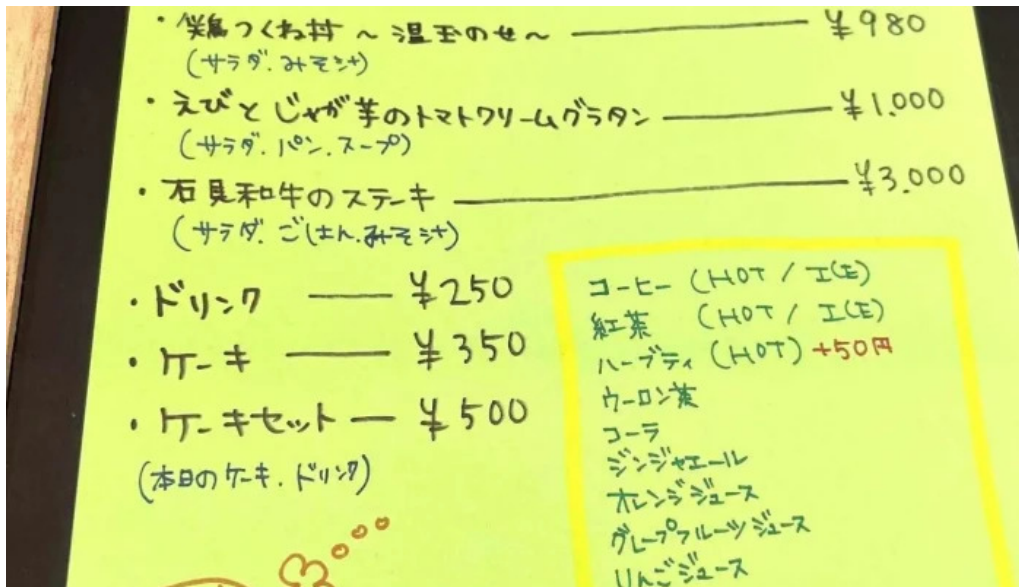 ・鶏つくね丼 ～温玉のせ～ ¥980
(サラダ.みそ汁)
・えびとじゃが芋のトマトクリームグラタン ¥1.000
(サラダ.パン.スープ)
・石見和牛のステーキ ¥3.000
(サラダ.ごはん.みそ汁)
・ドリンク ¥250
・ケーキ ¥350
・ケーキセット ¥500
(本日のケーキ.ドリンク)
コーヒー (HOT / ICE)
紅茶 (HOT / ICE)
ハーブティ (HOT) +50円
ウーロン茶
コーラ
ジンジャエール
オレンジジュース
グレープフルーツジュース
りんごジュース